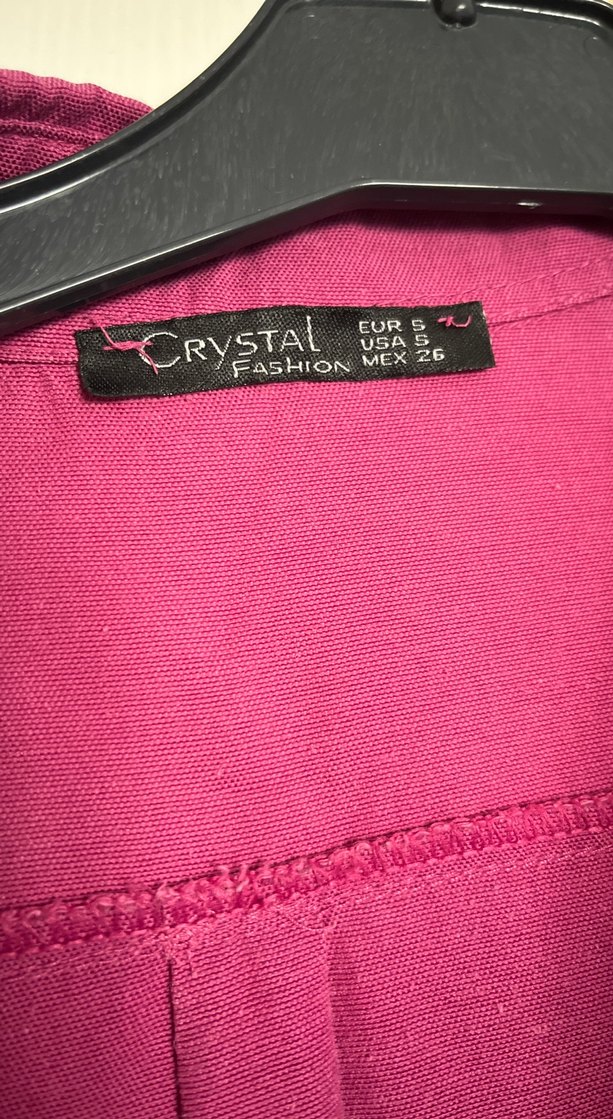 CRYSTAL
FASHION
EUR S
USA S
MEX 26